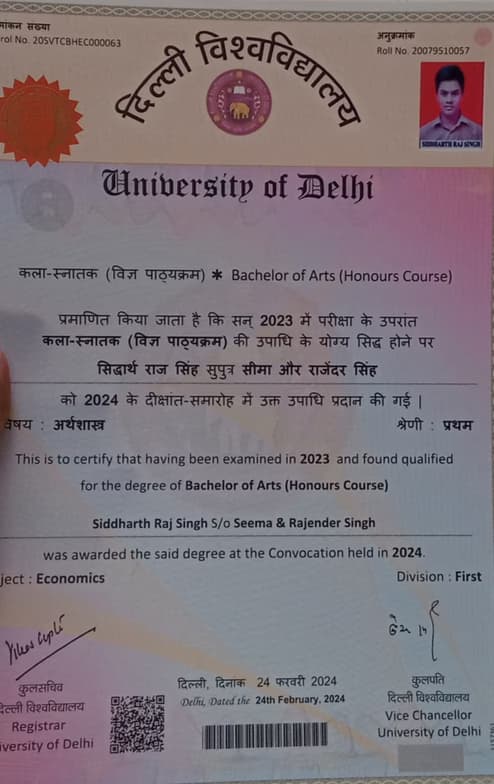 मांकन संख्या
rol No. 20SVTCBHEC000063
अनुक्रमांक
Roll No. 20079510057
दिल्ली विश्वविद्यालय
SIDDHARTH RAJ SINGH
University of Delhi
कला-स्नातक (विज्ञ पाठ्यक्रम) * Bachelor of Arts (Honours Course)
प्रमाणित किया जाता है कि सन् 2023 में परीक्षा के उपरांत
कला-स्नातक (विज्ञ पाठ्यक्रम) की उपाधि के योग्य सिद्ध होने पर
सिद्धार्थ राज सिंह सुपुत्र सीमा और राजेंदर सिंह
को 2024 के दीक्षांत-समारोह में उक्त उपाधि प्रदान की गई |
वेषय : अर्थशास्त्र श्रेणी : प्रथम
This is to certify that having been examined in 2023 and found qualified
for the degree of Bachelor of Arts (Honours Course)
Siddharth Raj Singh S/o Seema & Rajender Singh
was awarded the said degree at the Convocation held in 2024.
ject : Economics Division : First
कुलसचिव
दिल्ली विश्वविद्यालय
Registrar
iversity of Delhi
दिल्ली, दिनांक 24 फरवरी 2024
Delhi, Dated the 24th February, 2024
कुलपति
दिल्ली विश्वविद्यालय
Vice Chancellor
University of Delhi